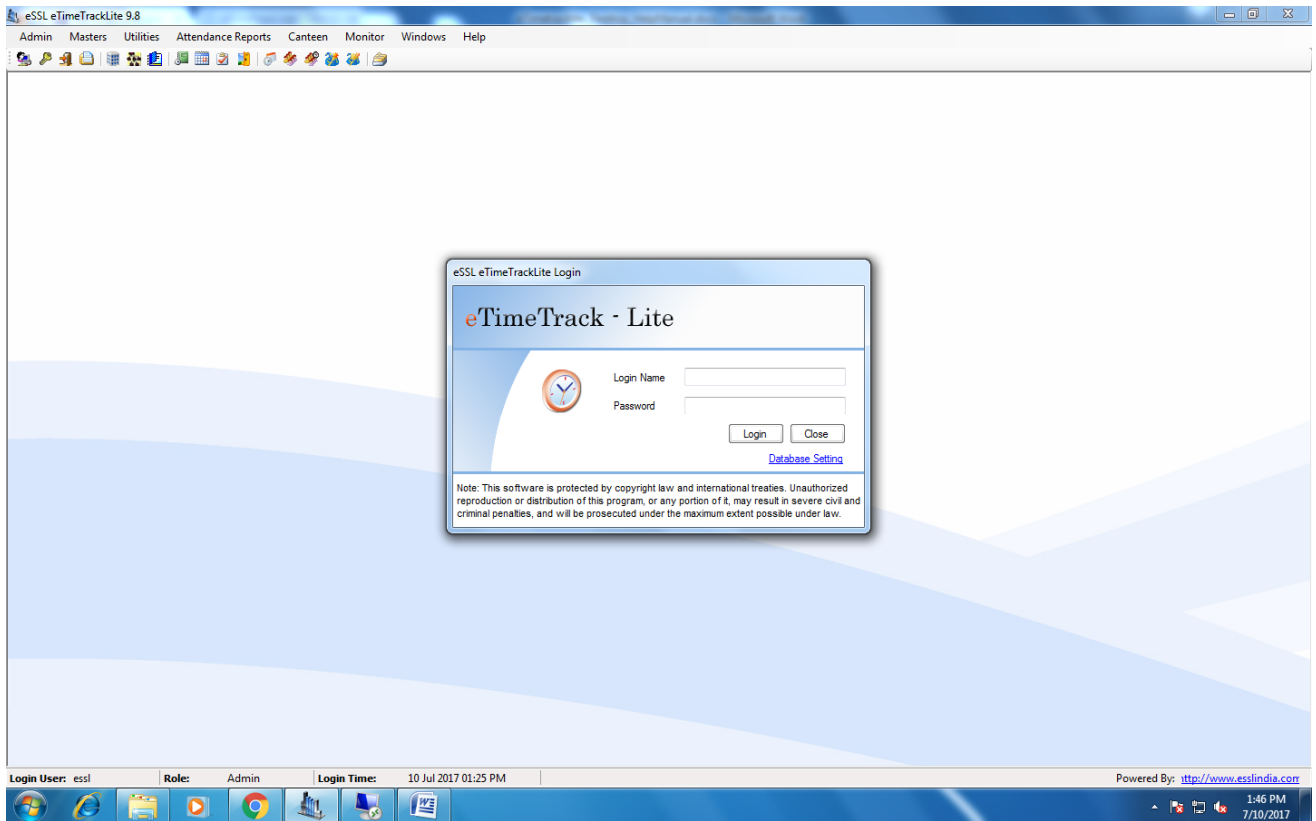 eSSL eTimeTrackLite 9.8
Admin Masters Utilities Attendance Reports Canteen Monitor Windows Help
eSSL eTimeTrackLite Login
eTimeTrack - Lite
Login Name
Password
Login Close
Database Setting
Note: This software is protected by copyright law and international treaties. Unauthorized
reproduction or distribution of this program, or any portion of it, may result in severe civil and
criminal penalties, and will be prosecuted under the maximum extent possible under law.
Login User: essl Role: Admin Login Time: 10 Jul 2017 01:25 PM Powered By: ttp://www.esslindia.com
1:46 PM
7/10/2017